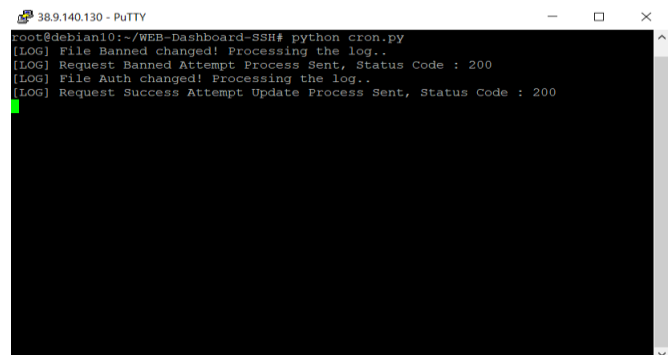 38.9.140.130 - PuTTY
root@debian10:~/WEB-Dashboard-SSH# python cron.py
[LOG] File Banned changed! Processing the log..
[LOG] Request Banned Attempt Process Sent, Status Code : 200
[LOG] File Auth changed! Processing the log..
[LOG] Request Success Attempt Update Process Sent, Status Code : 200